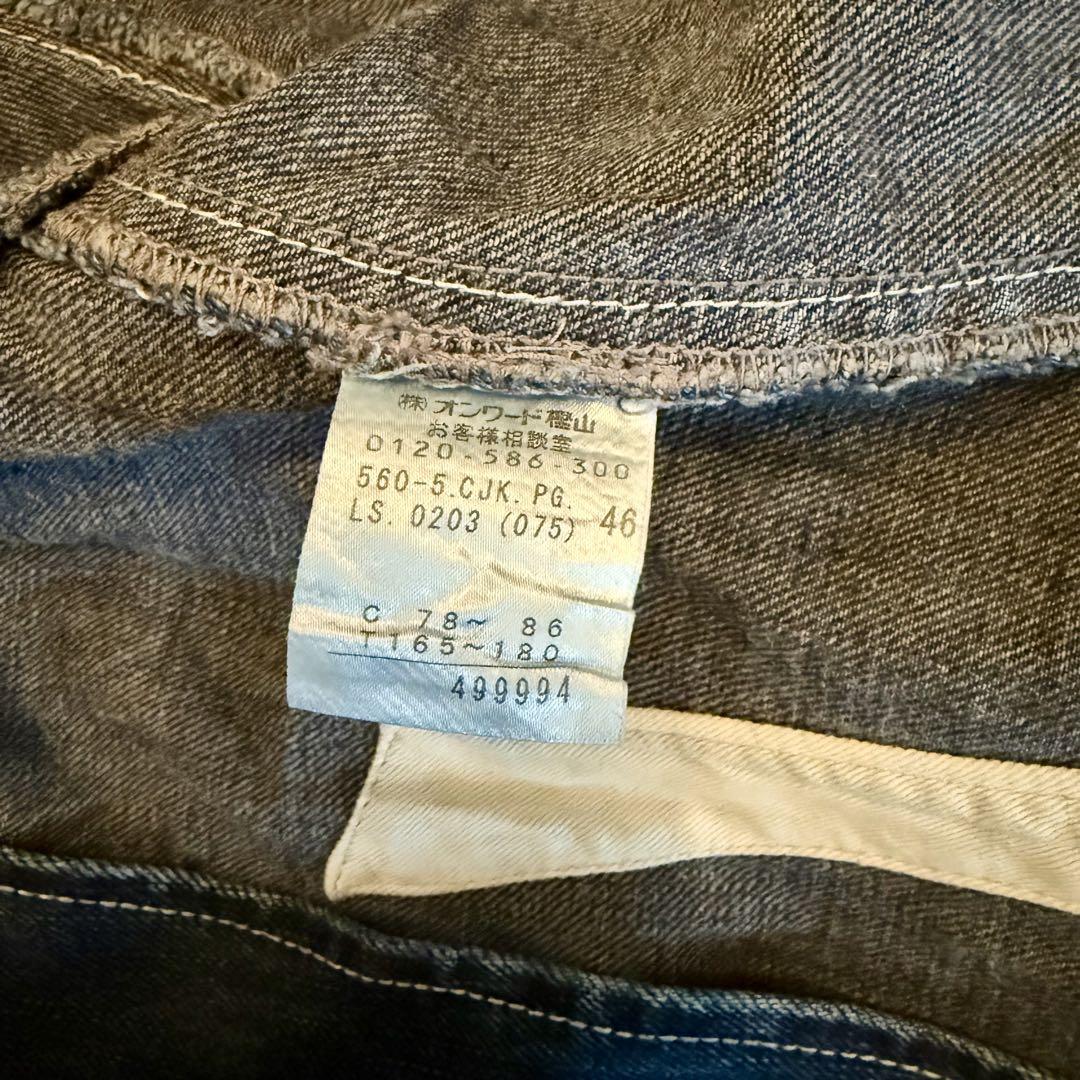 (株)オンワード樫山
お客様相談室
0120-586-300
560-5.CJK.PG.
LS. 0203 (075) 46
C 78~ 86
T165~180
499994